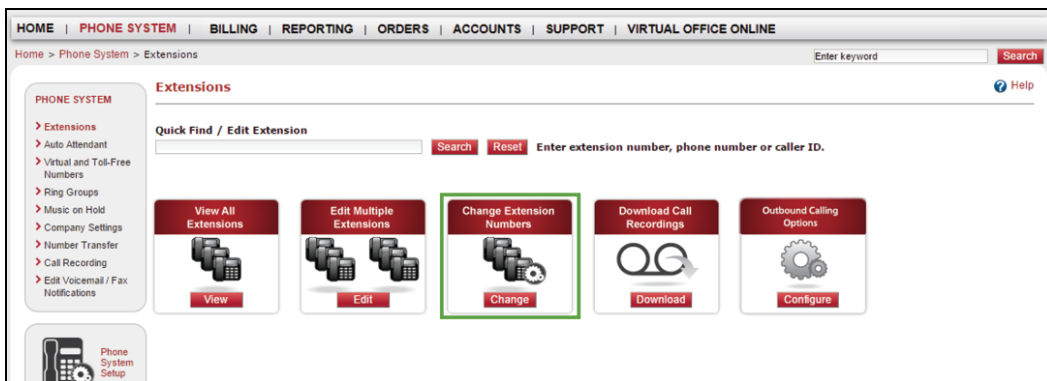 HOME | PHONE SYSTEM | BILLING | REPORTING | ORDERS | ACCOUNTS | SUPPORT | VIRTUAL OFFICE ONLINE
Home > Phone System > Extensions
Enter keyword
Search
PHONE SYSTEM
Extensions
Auto Attendant
Virtual and Toll-Free
Numbers
Ring Groups
Music on Hold
Company Settings
Number Transfer
Call Recording
Edit Voicemail / Fax
Notifications
Phone
System
Setup
Extensions
Help
Quick Find / Edit Extension
Search
Reset
Enter extension number, phone number or caller ID.
View All
Extensions
View
Edit Multiple
Extensions
Edit
Change Extension
Numbers
Change
Download Call
Recordings
Download
Outbound Calling
Options
Configure